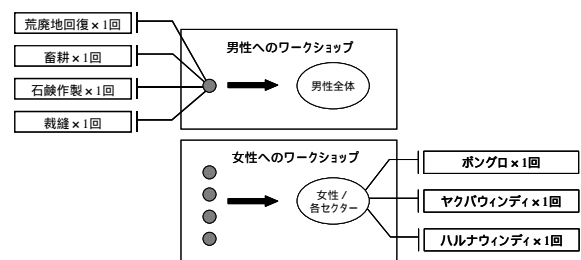 荒廃地回復×1回
畜耕×1回
石鹸作製×1回
裁縫×1回
男性へのワークショップ
男性全体
女性へのワークショップ
女性/
各セクター
ボングロ×1回
ヤクバウィンディ×1回
ハルナウィンディ×1回